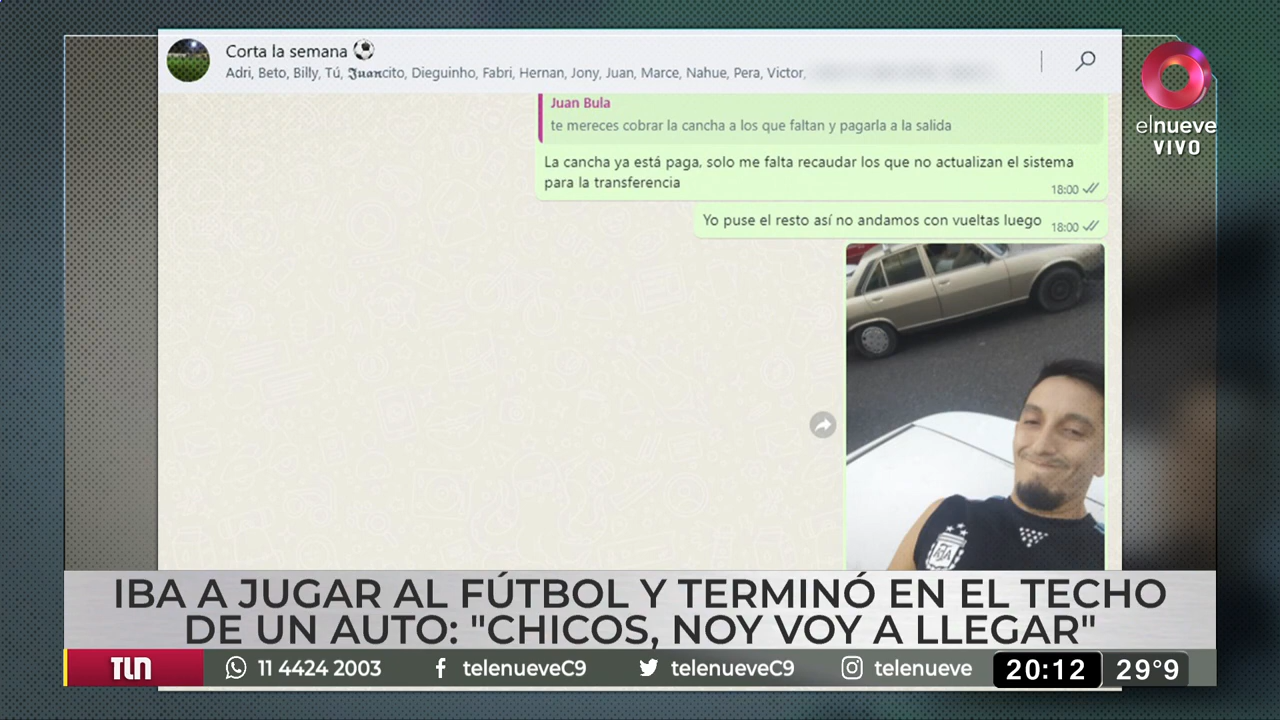 Corta la semana
Adri, Beto, Billy, Tú, 𝕵𝖚𝖆𝖓cito, Dieguinho, Fabri, Hernan, Jony, Juan, Marce, Nahue, Pera, Victor,
elnueve
VIVO
Juan Bula
te mereces cobrar la cancha a los que faltan y pagarla a la salida
La cancha ya está paga, solo me falta recaudar los que no actualizan el sistema
para la transferencia
18:00
Yo puse el resto así no andamos con vueltas luego
18:00
AFA
IBA A JUGAR AL FÚTBOL Y TERMINÓ EN EL TECHO
DE UN AUTO: "CHICOS, NOY VOY A LLEGAR"
TLN
11 4424 2003
telenueveC9
telenueveC9
telenueve
20:12
29°9